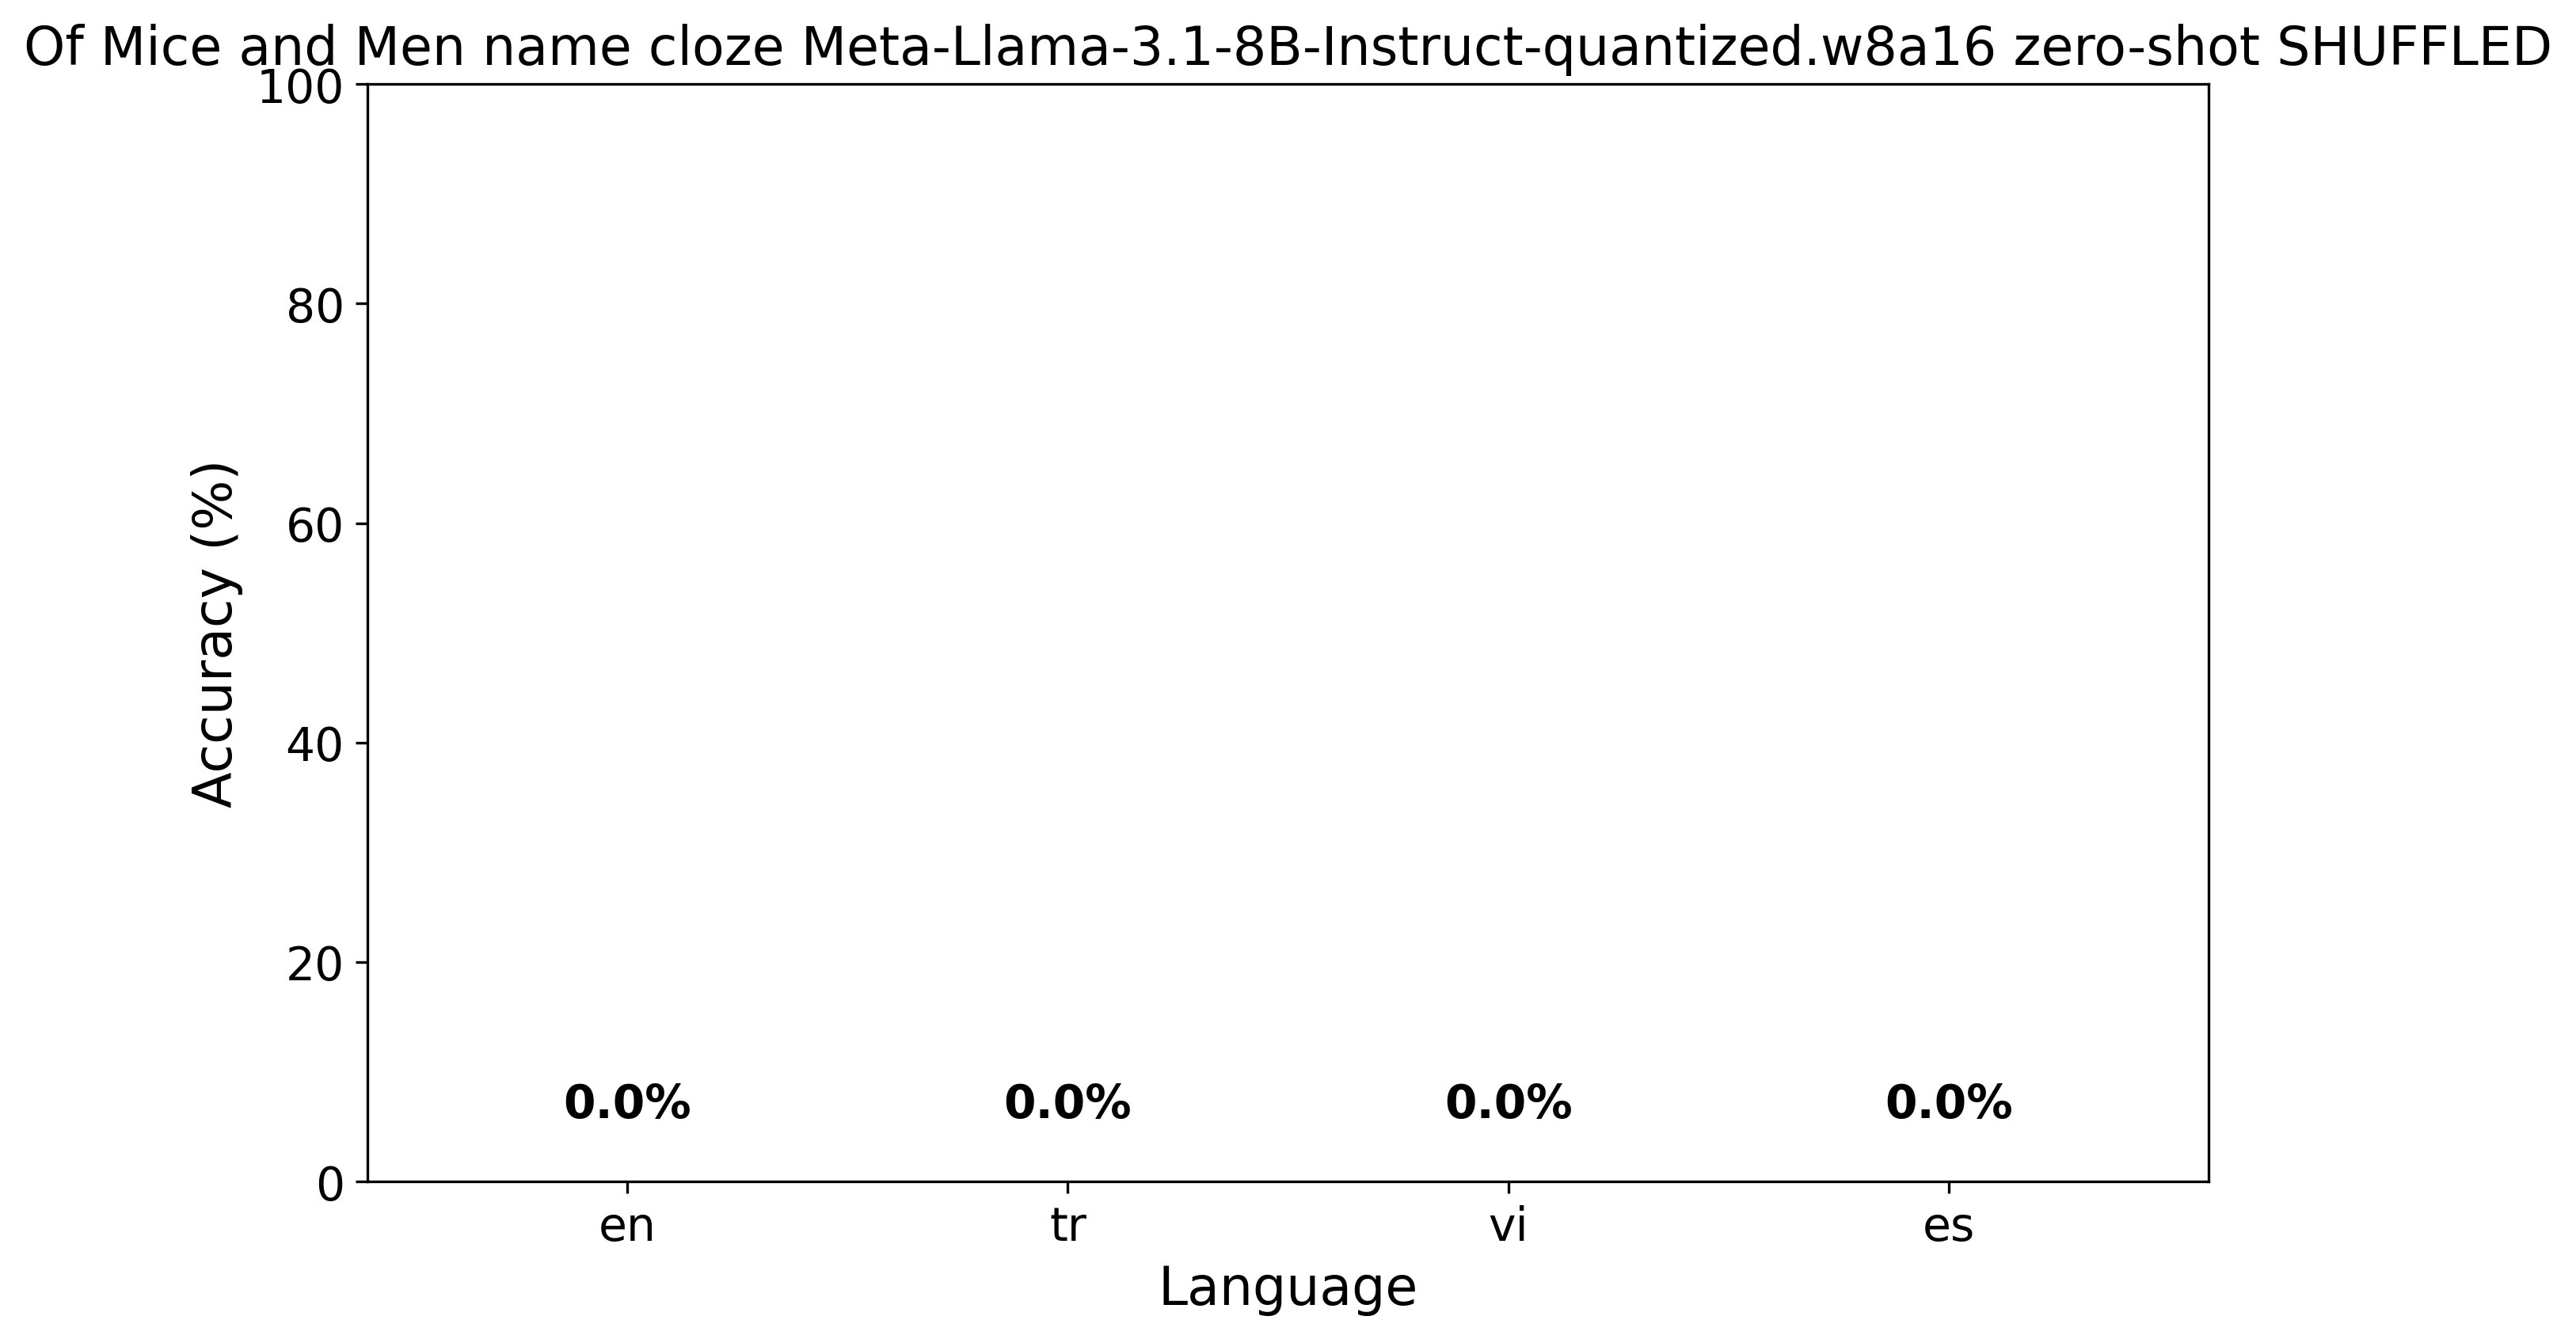 Of Mice and Men name cloze Meta-Llama-3.1-8B-Instruct-quantized.w8a16 zero-shot SHUFFLED
100
80
60
40
20
0
Accuracy (%)
0.0% 0.0% 0.0% 0.0%
en tr vi es
Language